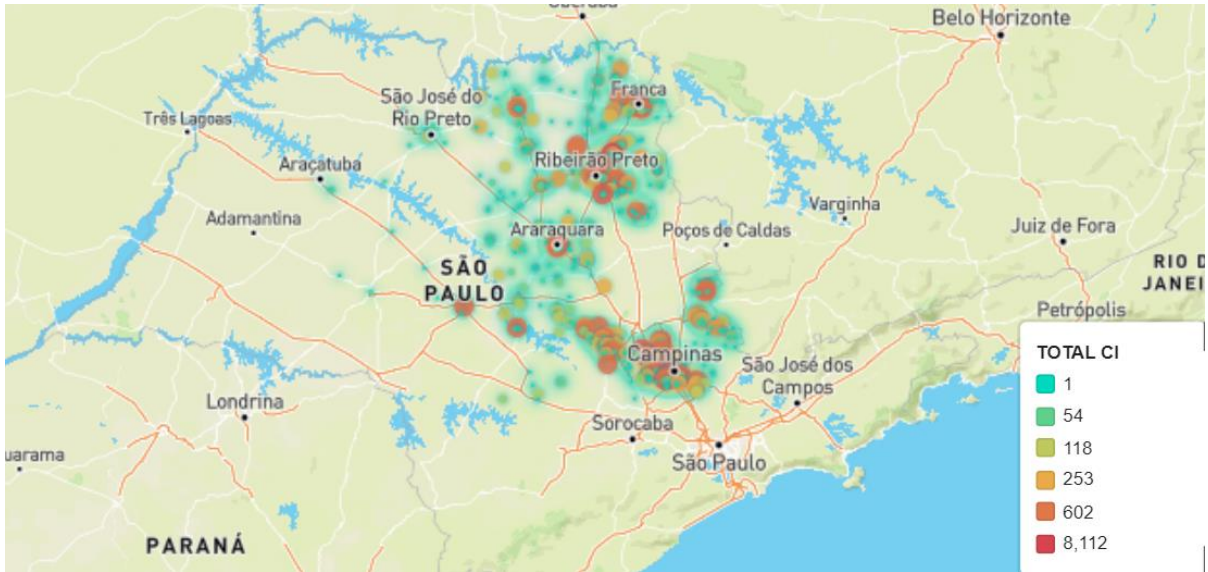 Belo Horizonte
São José do
Rio Preto
Franca
Três Lagoas
Ribeirão Preto
Araçatuba
Adamantina
Varginha
Araraquara
Poços de Caldas
Juiz de Fora
SÃO
PAULO
RIO D
JANEI
Petrópolis
Campinas
São José dos
Campos
Londrina
Sorocaba
uarama
São Paulo
PARANÁ
TOTAL CI
1
54
118
253
602
8,112